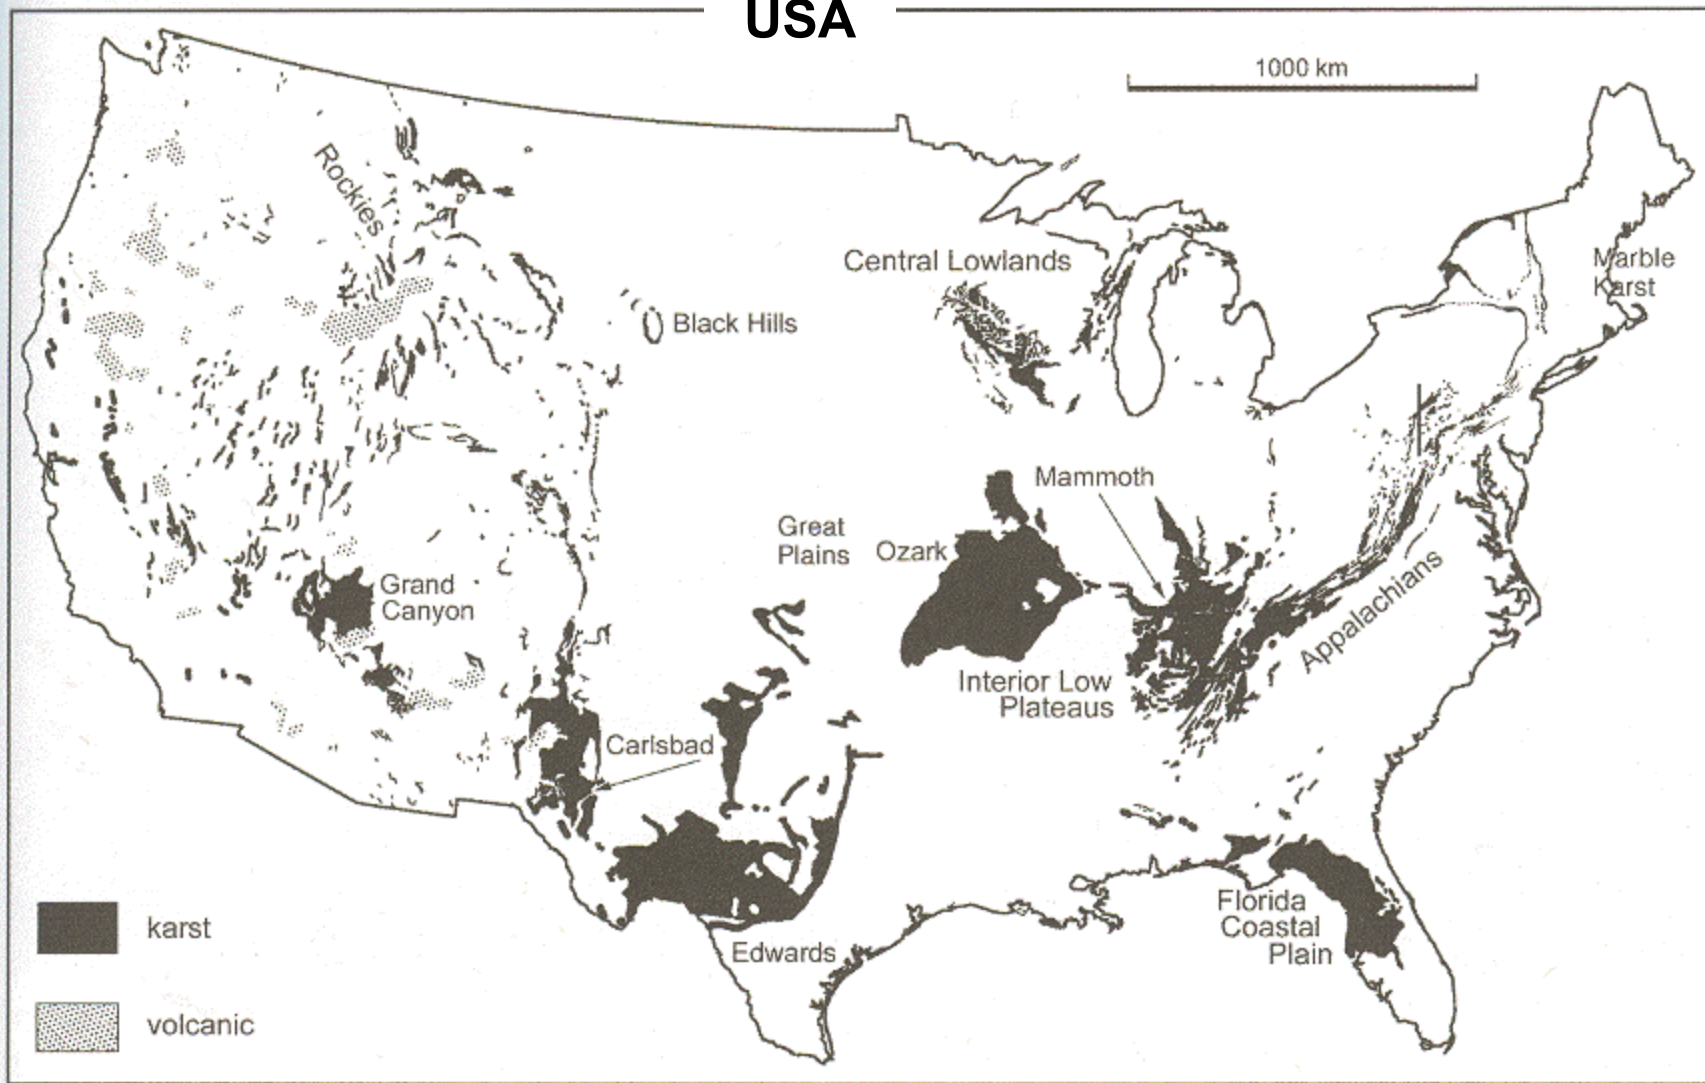 USA
1000 km
Rockies
Central Lowlands
Marble
Karst
Black Hills
Mammoth
Great
Plains
Ozark
Grand
Canyon
Appalachians
Interior Low
Plateaus
Carlsbad
Florida
Coastal
Plain
Edwards
karst
volcanic